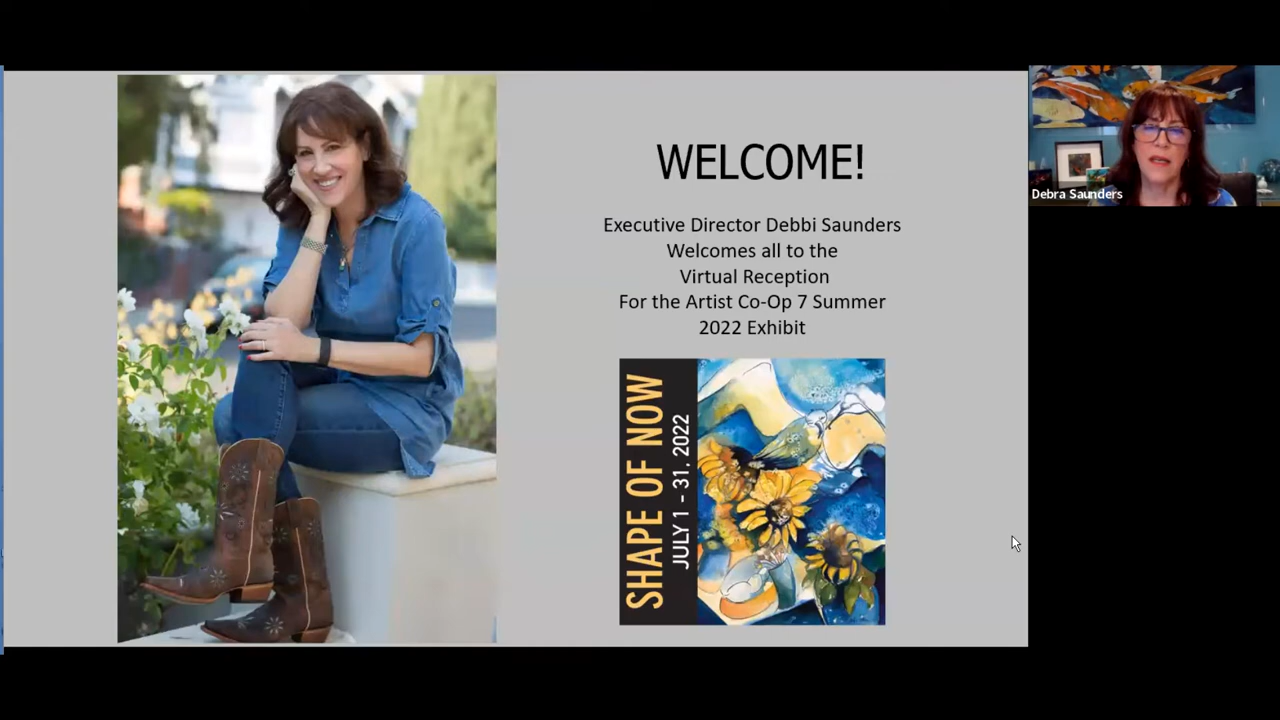 WELCOME!
Executive Director Debbi Saunders
Welcomes all to the
Virtual Reception
For the Artist Co-Op 7 Summer
2022 Exhibit
SHAPE OF NOW
JULY 1 - 31, 2022
Debra Saunders